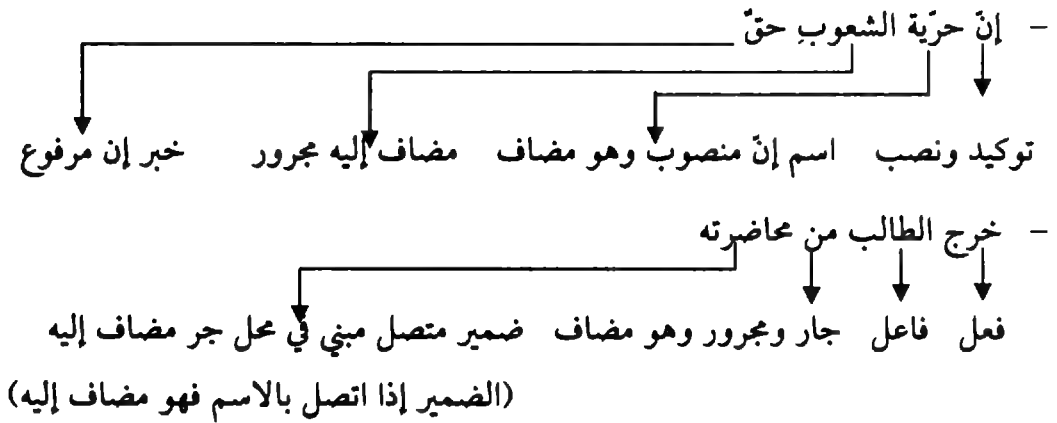 – إنّ حرّية الشعوبِ حقّ
توكيد ونصب اسم إنّ منصوب وهو مضاف مضاف إليه مجرور خبر إن مرفوع
– خرج الطالب من محاضرته
فعل فاعل جار ومجرور وهو مضاف ضمير متصل مبني في محل جر مضاف إليه
(الضمير إذا اتصل بالاسم فهو مضاف إليه)